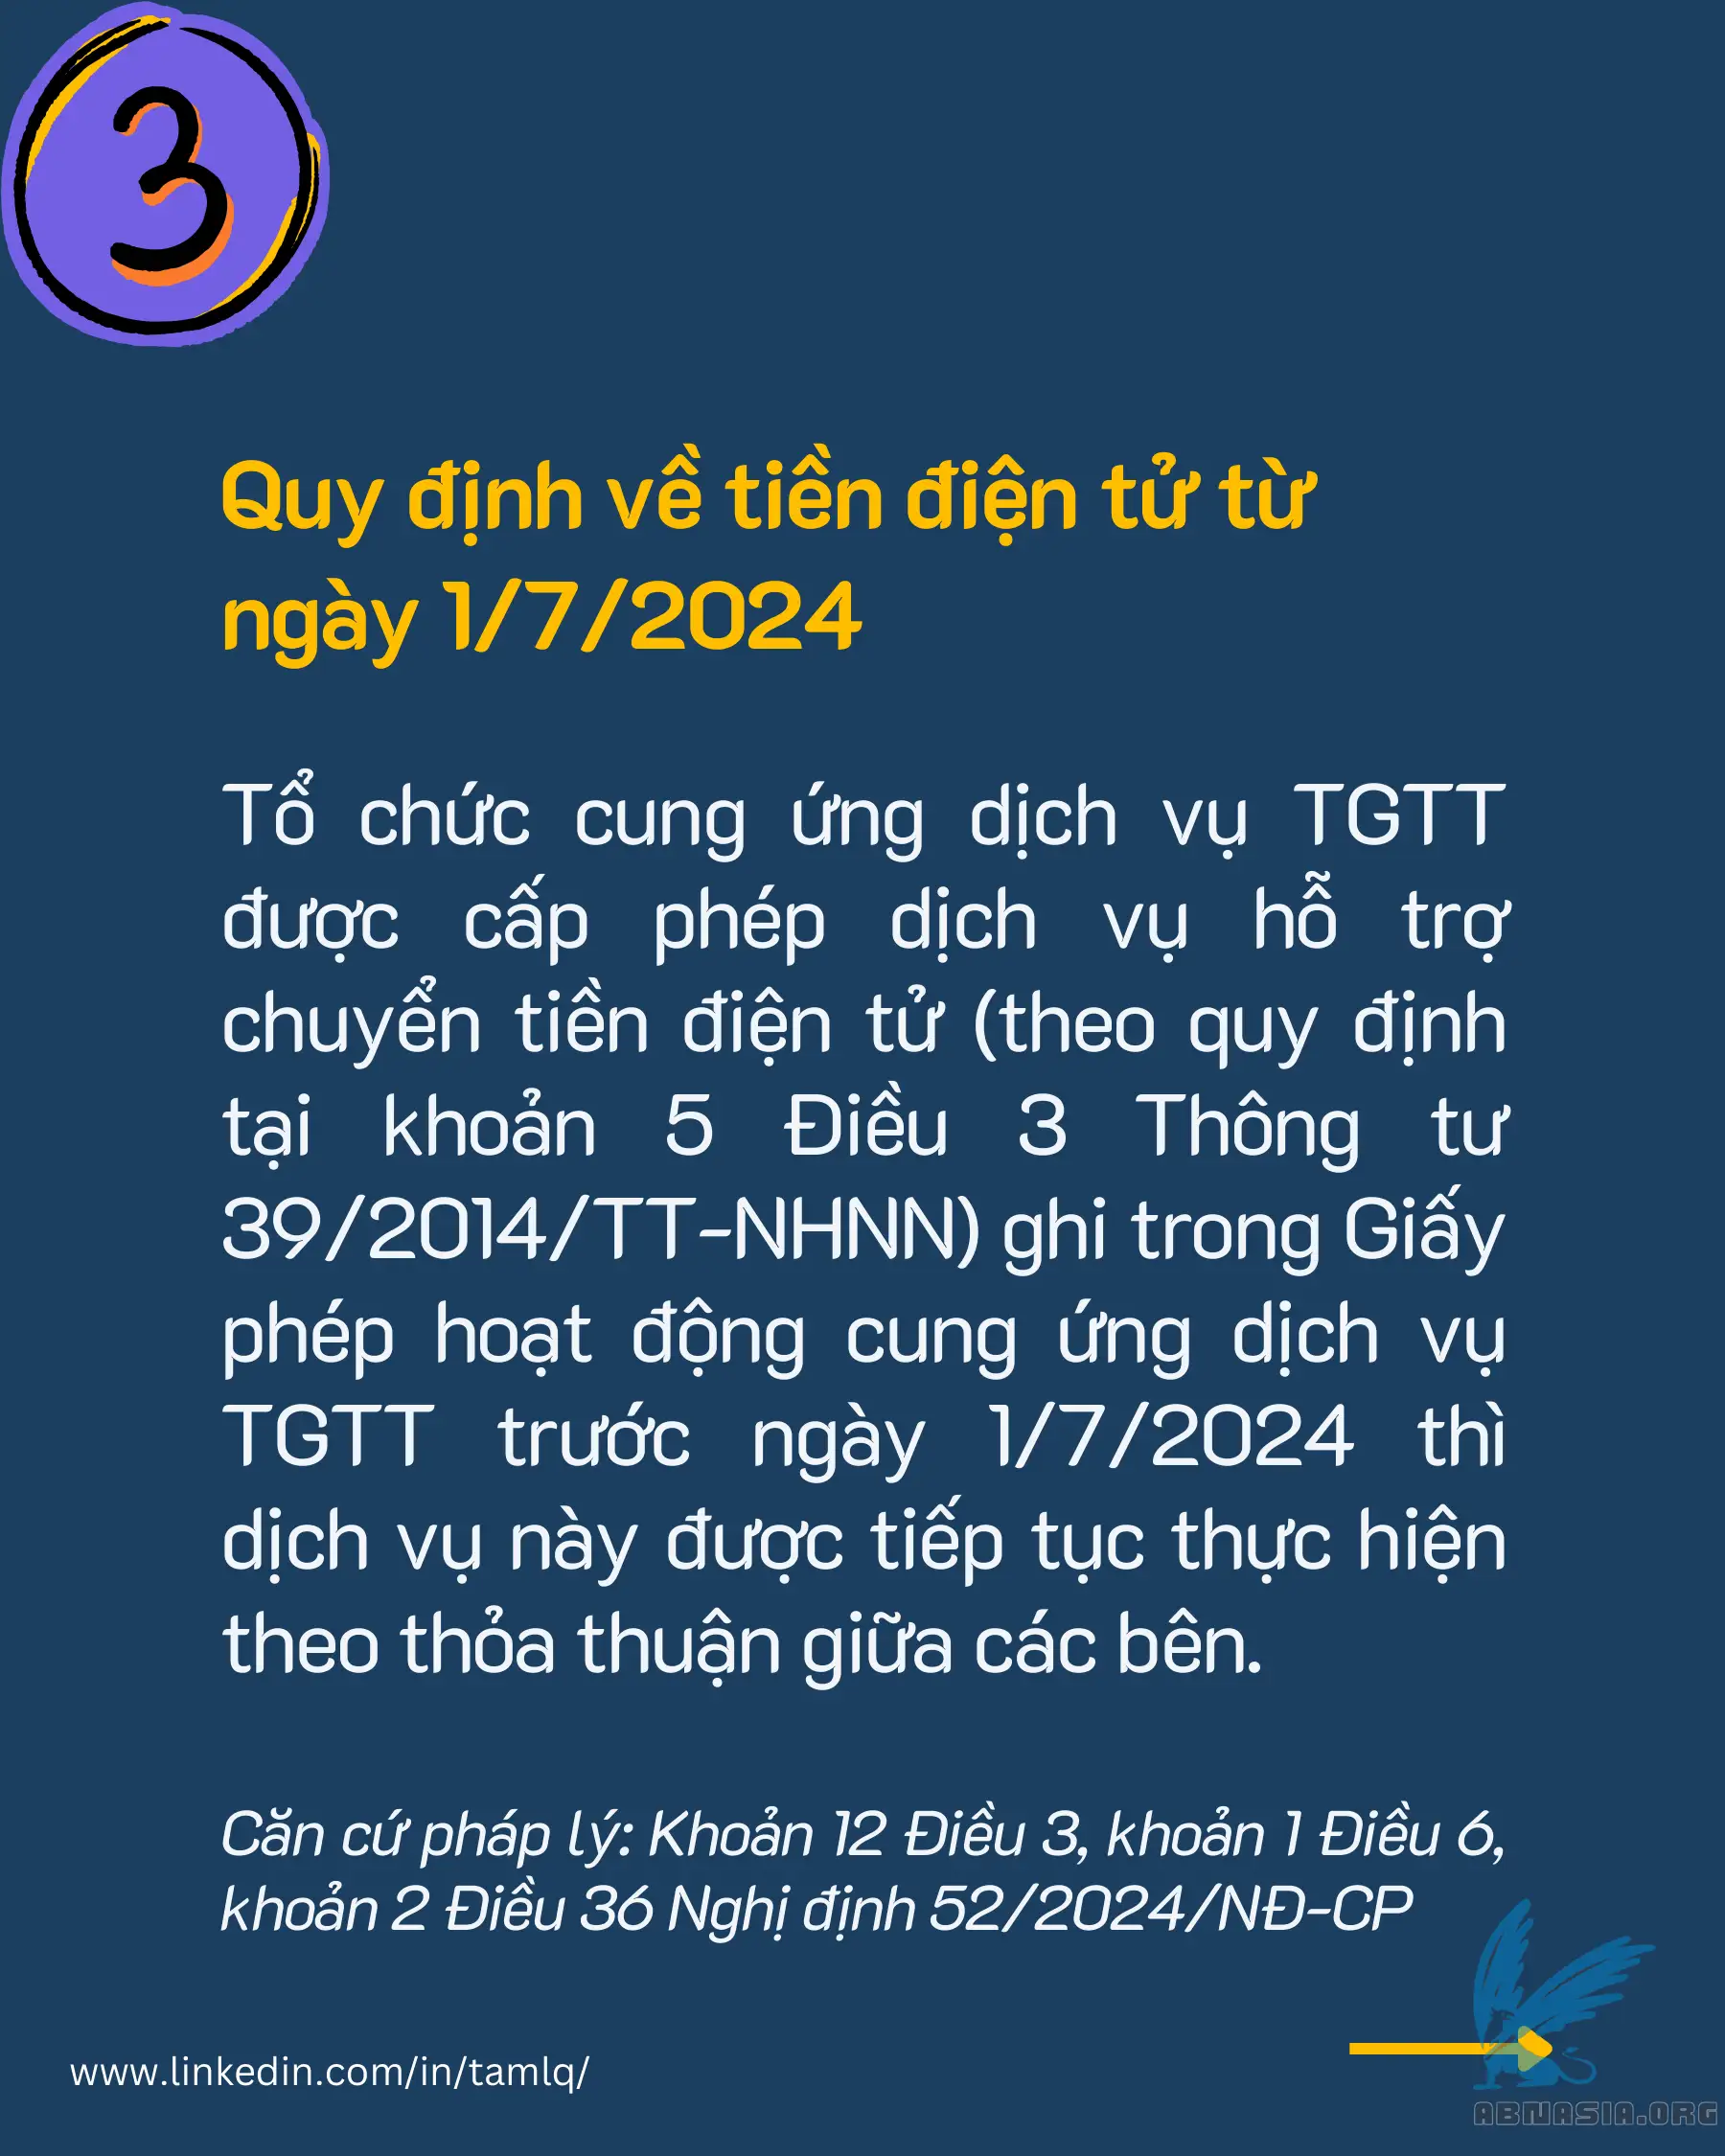 3
Quy định về tiền điện tử từ
ngày 1/7/2024
Tổ chức cung ứng dịch vụ TGTT
được cấp phép dịch vụ hỗ trợ
chuyển tiền điện tử (theo quy định
tại khoản 5 Điều 3 Thông tư
39/2014/TT-NHNN) ghi trong Giấy
phép hoạt động cung ứng dịch vụ
TGTT trước ngày 1/7/2024 thì
dịch vụ này được tiếp tục thực hiện
theo thỏa thuận giữa các bên.
Căn cứ pháp lý: Khoản 12 Điều 3, khoản 1 Điều 6,
khoản 2 Điều 36 Nghị định 52/2024/NĐ-CP
www.linkedin.com/in/tamlq/
ABNASIA.ORG